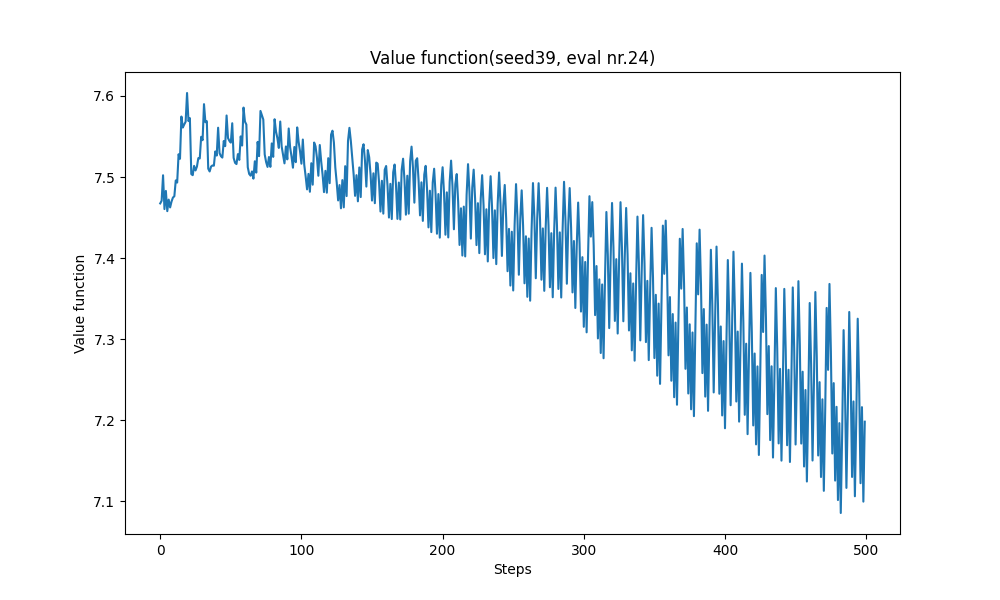 Value function(seed39, eval nr.24)
Value function
7.6
7.5
7.4
7.3
7.2
7.1
0 100 200 300 400 500
Steps